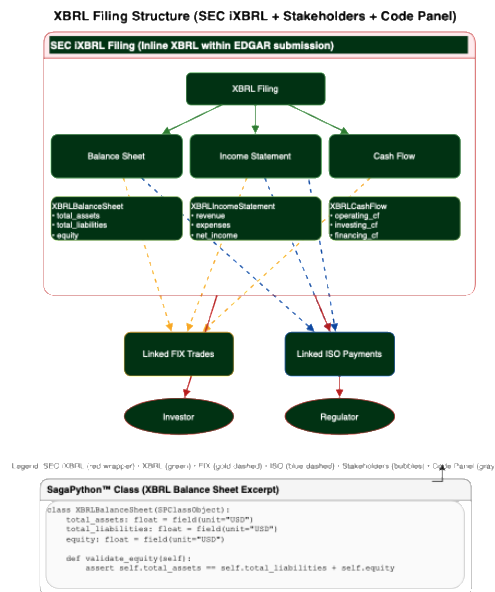 XBRL Filing Structure (SEC iXBRL + Stakeholders + Code Panel)
SEC iXBRL Filing (Inline XBRL within EDGAR submission)
XBRL Filing
Balance Sheet
Income Statement
Cash Flow
XBRLBalanceSheet
• total_assets
• total_liabilities
• equity
XBRLIncomeStatement
• revenue
• expenses
• net_income
XBRLCashFlow
• operating_cf
• investing_cf
• financing_cf
Linked FIX Trades
Linked ISO Payments
Investor
Regulator
Legend: SEC iXBRL (red wrapper) · XBRL (green) · FIX (gold dashed) · ISO (blue dashed) · Stakeholders (bubbles) · Code Panel (gray
SagaPython™ Class (XBRL Balance Sheet Excerpt)
class XBRLBalanceSheet(SPClassObject):
    total_assets: float = field(unit="USD")
    total_liabilities: float = field(unit="USD")
    equity: float = field(unit="USD")
    def validate_equity(self):
        assert self.total_assets == self.total_liabilities + self.equity